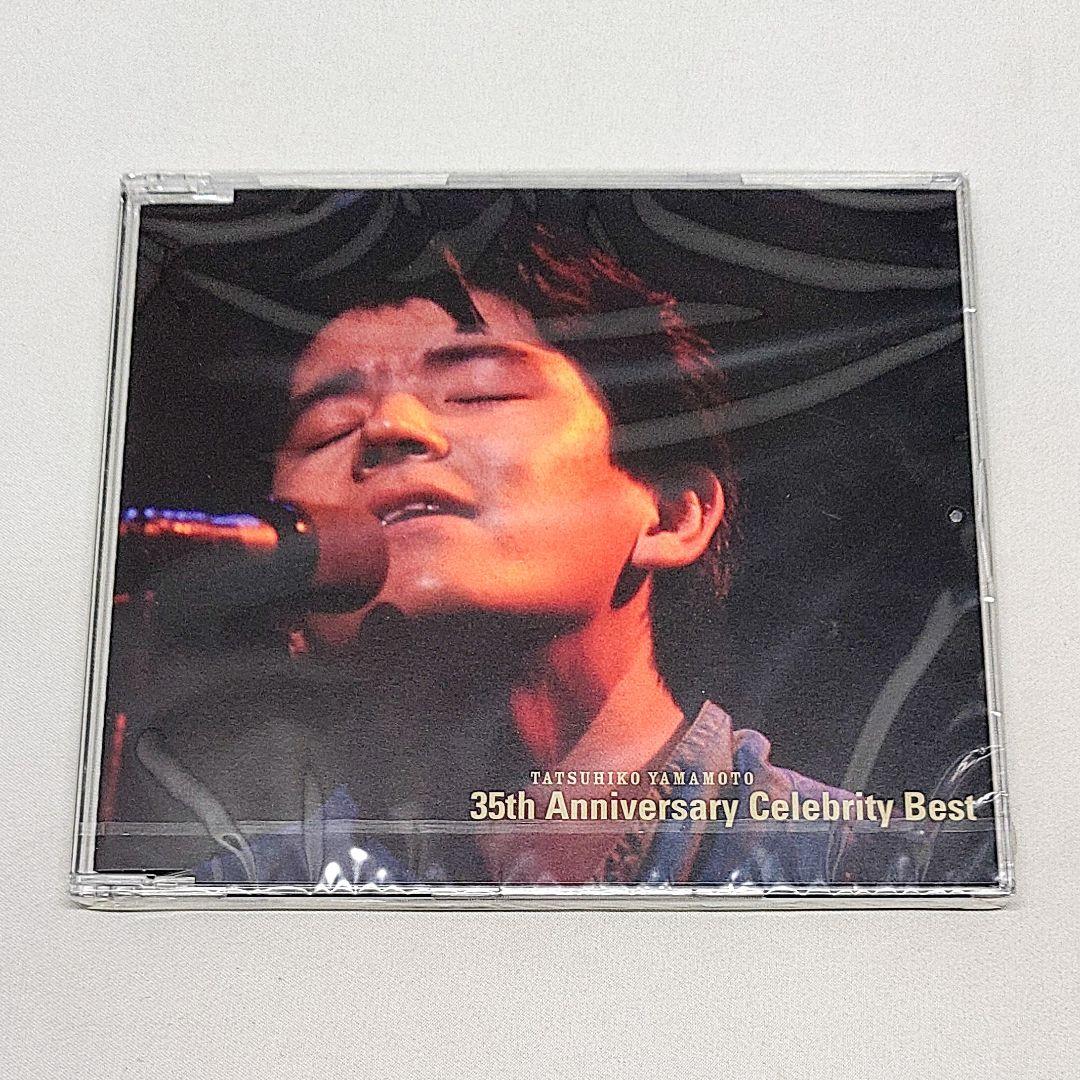 TATSUHIKO YAMAMOTO
35th Anniversary Celebrity Best